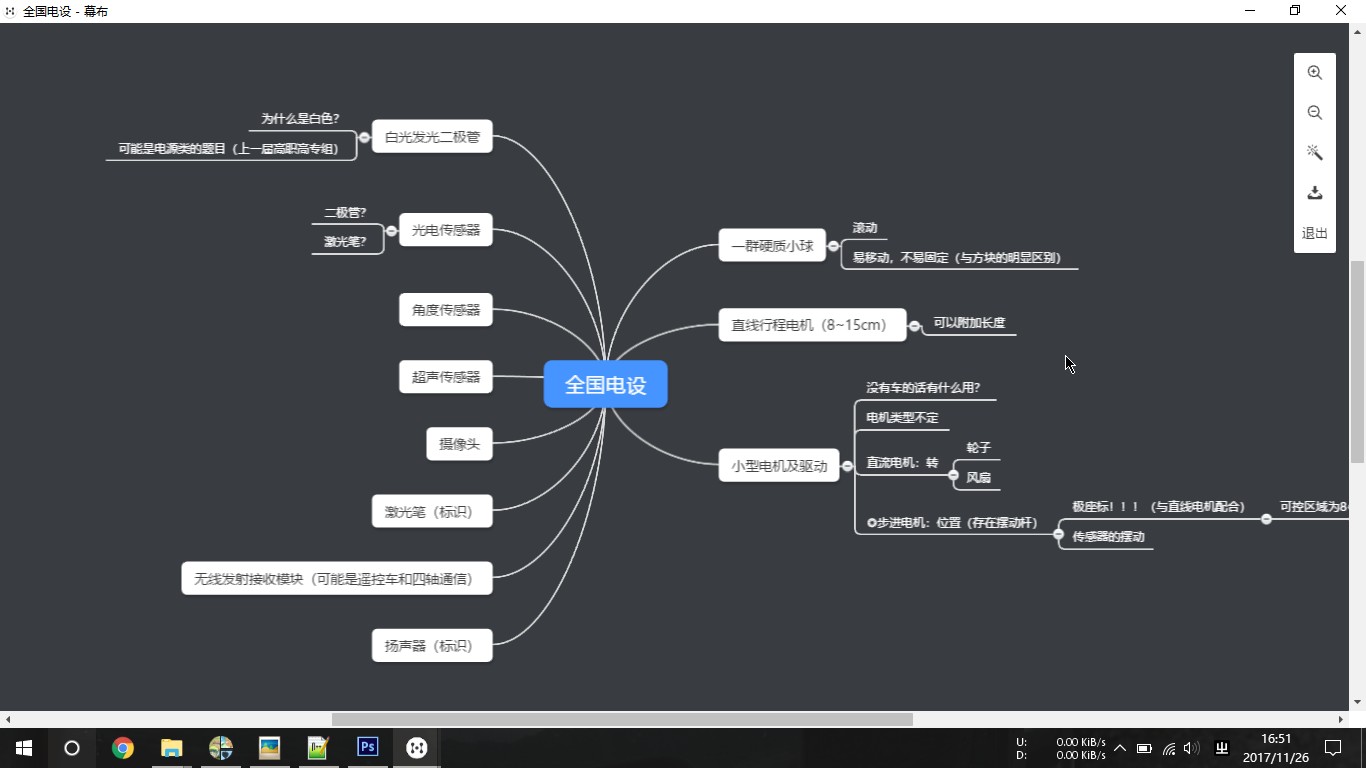 全国电设 - 幕布
为什么是白色?
可能是电源类的题目（上一届高职高专组）
白光发光二极管
二极管?
激光笔?
光电传感器
角度传感器
超声传感器
摄像头
激光笔（标识）
无线发射接收模块（可能是遥控车和四轴通信）
扬声器（标识）
全国电设
一群硬质小球
滚动
易移动，不易固定（与方块的明显区别）
直线行程电机（8~15cm）
可以附加长度
小型电机及驱动
没有车的话有什么用?
电机类型不定
直流电机：转
轮子
风扇
步进电机：位置（存在摆动杆）
极座标！！！（与直线电机配合）
可控区域为8
传感器的摆动
退出
U: 0.00 KiB/s
D: 0.00 KiB/s
16:51
2017/11/26
Ps